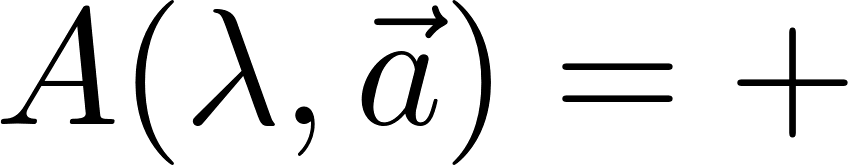 A(λ, a⃗) = +